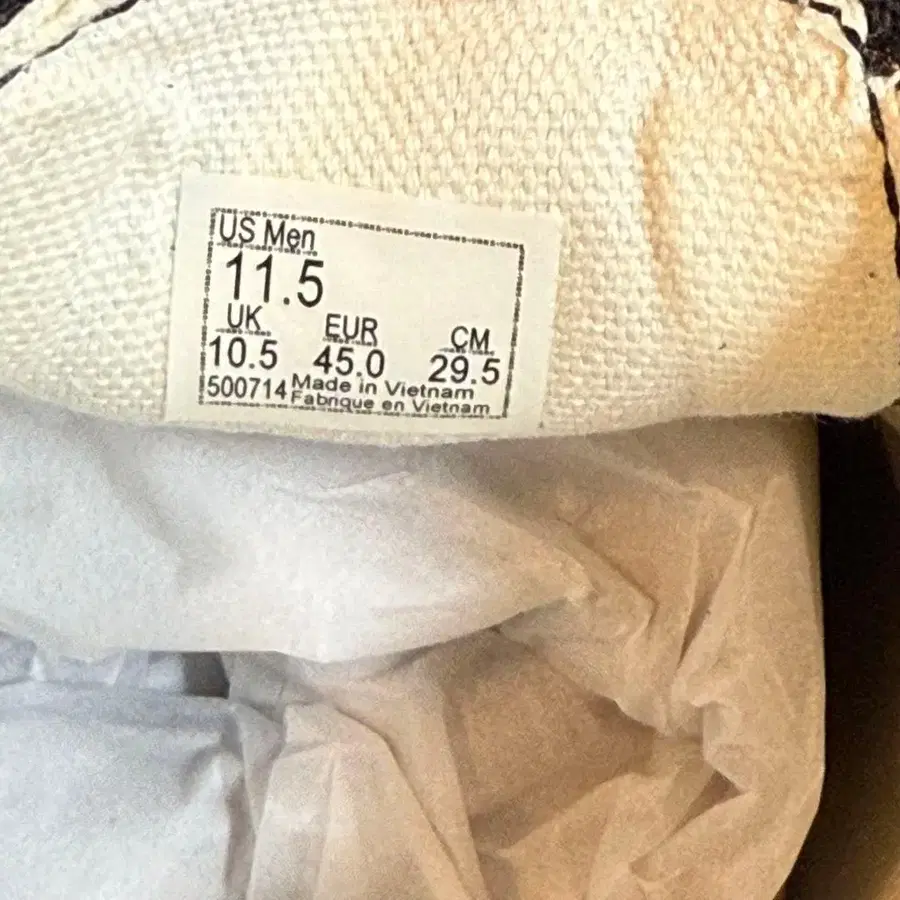 US Men
11.5
UK EUR CM
10.5 45.0 29.5
500714 Made in Vietnam
Fabrique en Vietnam